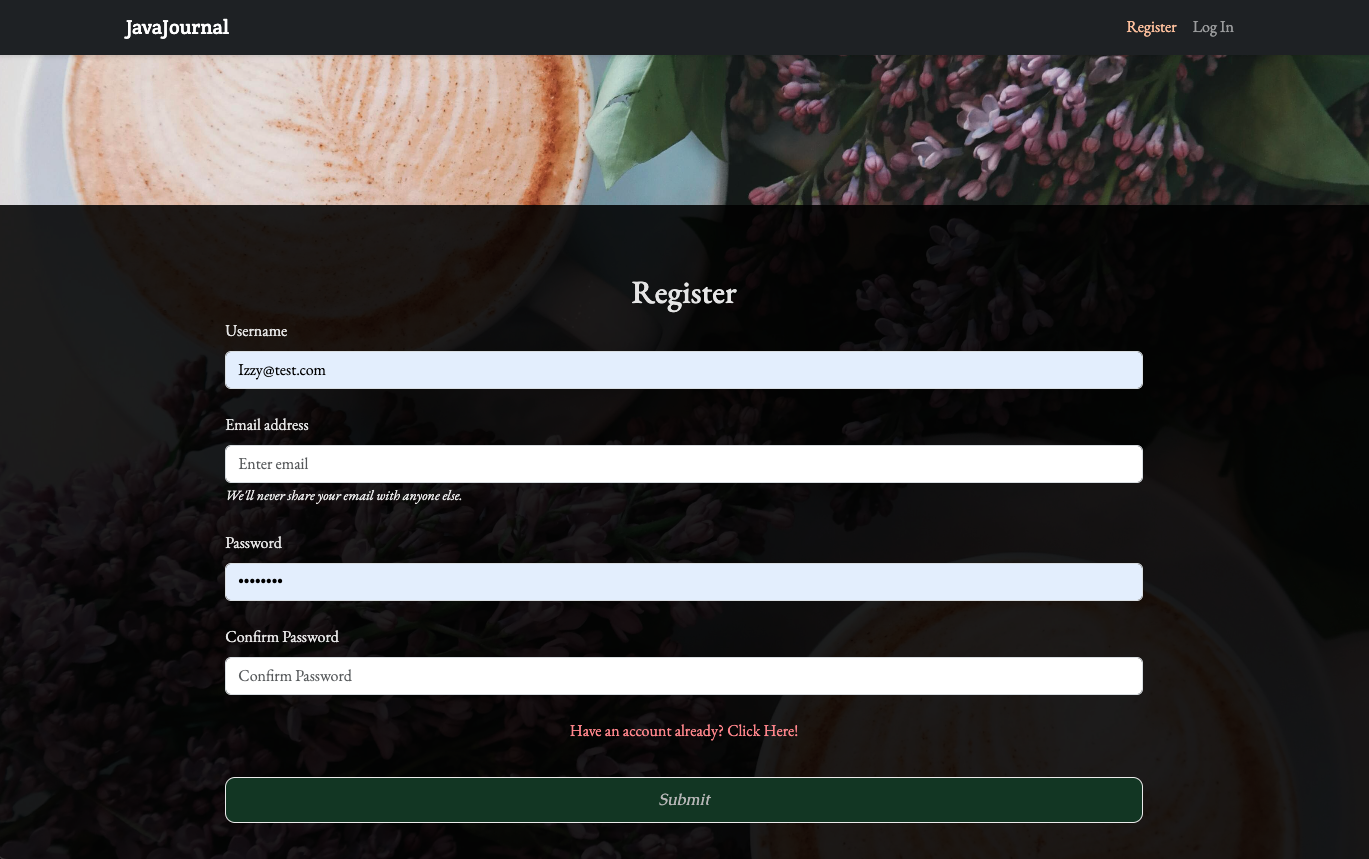 JavaJournal
Register Log In
Register
Username
Izzy@test.com
Email address
Enter email
We'll never share your email with anyone else.
Password
••••••••
Confirm Password
Confirm Password
Have an account already? Click Here!
Submit